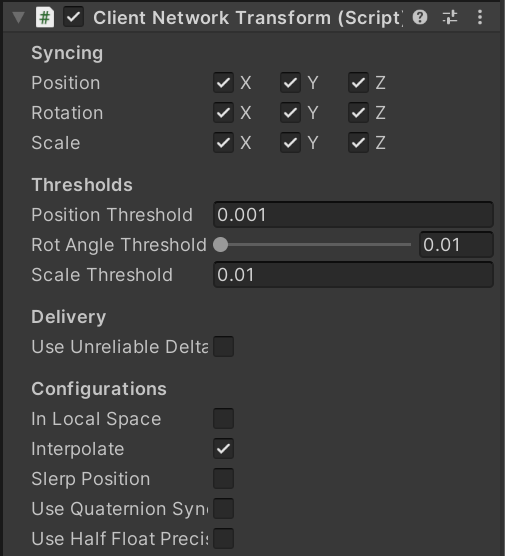 # Client Network Transform (Script)
Syncing
Position X Y Z
Rotation X Y Z
Scale X Y Z
Thresholds
Position Threshold 0.001
Rot Angle Threshold 0.01
Scale Threshold 0.01
Delivery
Use Unreliable Delta
Configurations
In Local Space
Interpolate
Slerp Position
Use Quaternion Syn
Use Half Float Precis